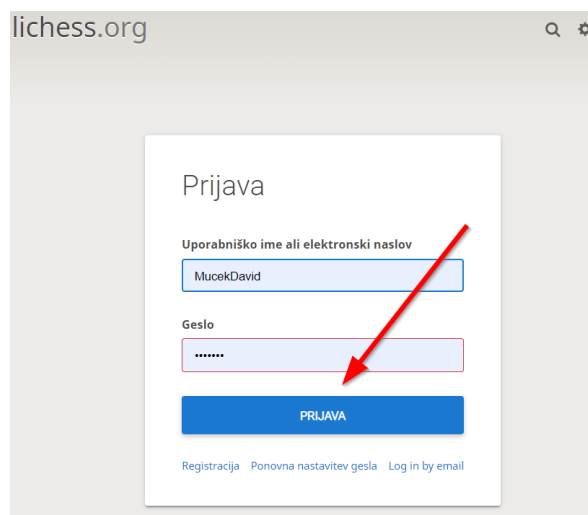 lichess.org
Prijava
Uporabniško ime ali elektronski naslov
MucekDavid
Geslo
•••••••
PRIJAVA
Registracija Ponovna nastavitev gesla Log in by email